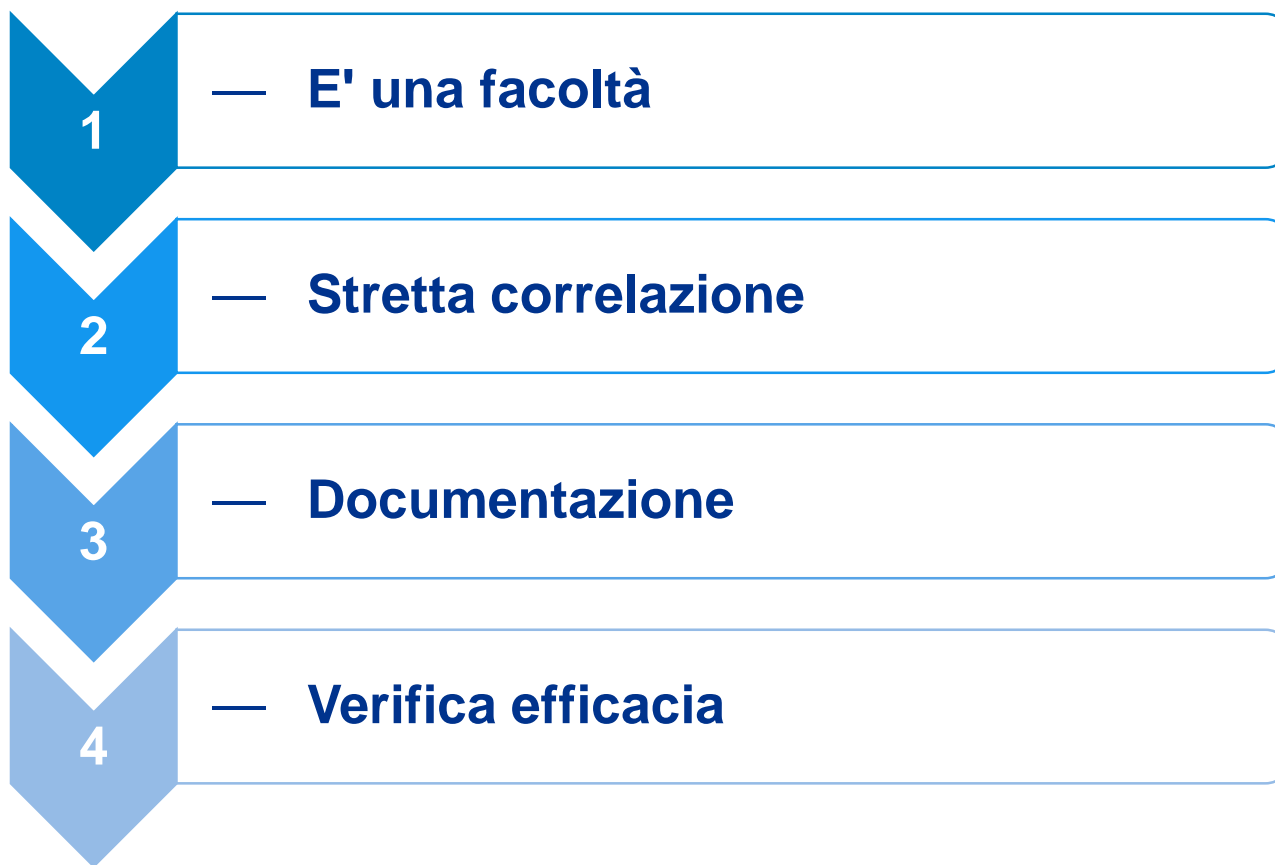 1
— E' una facoltà
2
— Stretta correlazione
3
— Documentazione
4
— Verifica efficacia